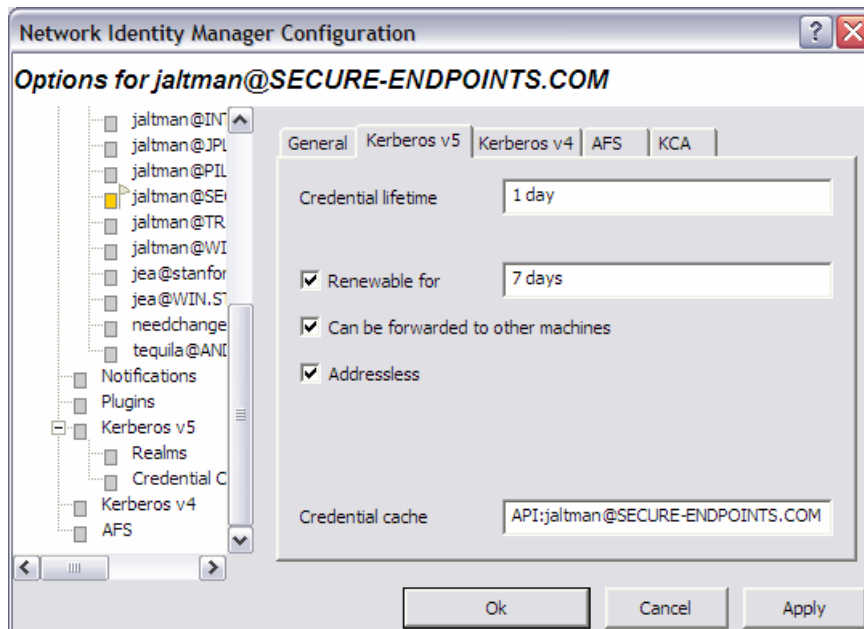 Network Identity Manager Configuration
Options for jaltman@SECURE-ENDPOINTS.COM
jaltman@IN
jaltman@JPL
jaltman@PIL
jaltman@SE
jaltman@TR
jaltman@WI
jea@stanfor
jea@WIN.ST
needchange
tequila@AND
Notifications
Plugins
Kerberos v5
Realms
Credential C
Kerberos v4
AFS
General Kerberos v5 Kerberos v4 AFS KCA
Credential lifetime 1 day
Renewable for 7 days
Can be forwarded to other machines
Addressless
Credential cache API:jaltman@SECURE-ENDPOINTS.COM
Ok Cancel Apply